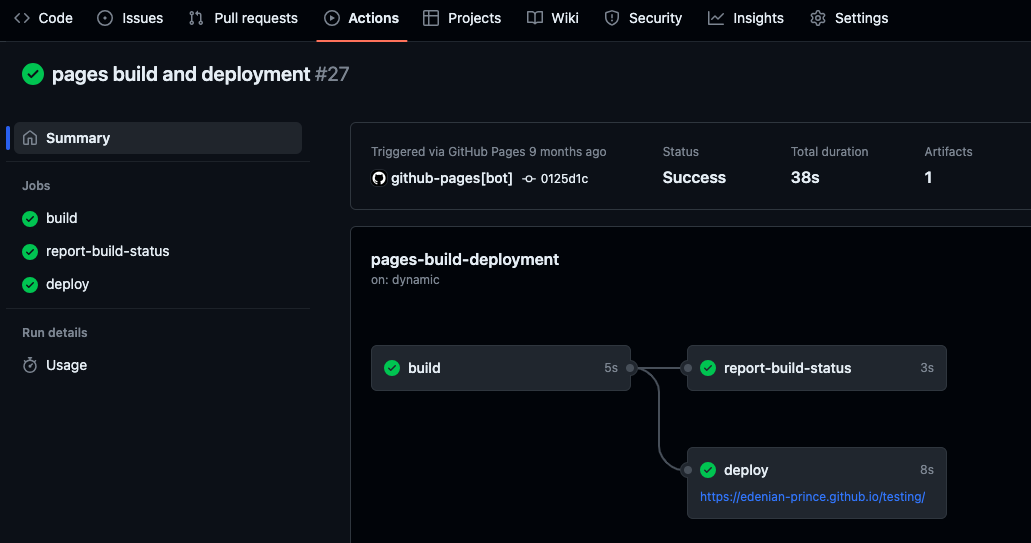 Code Issues Pull requests Actions Projects Wiki Security Insights Settings
pages build and deployment #27
Summary
Jobs
build
report-build-status
deploy
Run details
Usage
Triggered via GitHub Pages 9 months ago Status Total duration Artifacts
github-pages[bot] 0125d1c Success 38s 1
pages-build-deployment
on: dynamic
build 5s report-build-status 3s
deploy 8s
https://edenian-prince.github.io/testing/